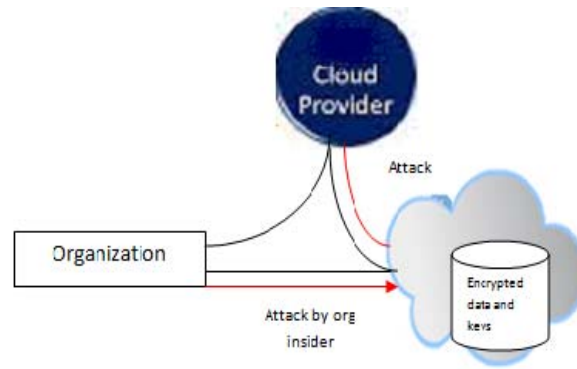 Cloud
Provider
Attack
Organization
Encrypted
data and
keys
Attack by org
insider